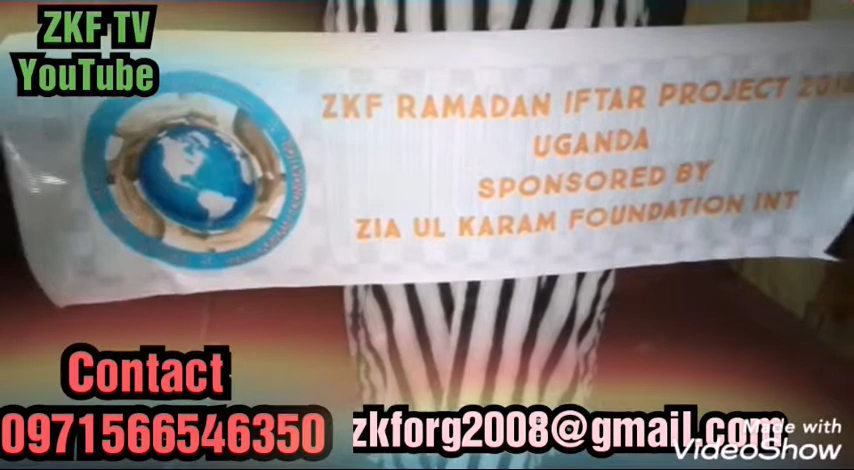 ZKF TV
YouTube
ZKF RAMADAN IFTAR PROJECT
UGANDA
SPONSORED BY
ZIA UL KARAM FOUNDATION INT
Contact
0971566546350
zkforg2008@gmail.com
Made with
VideoShow